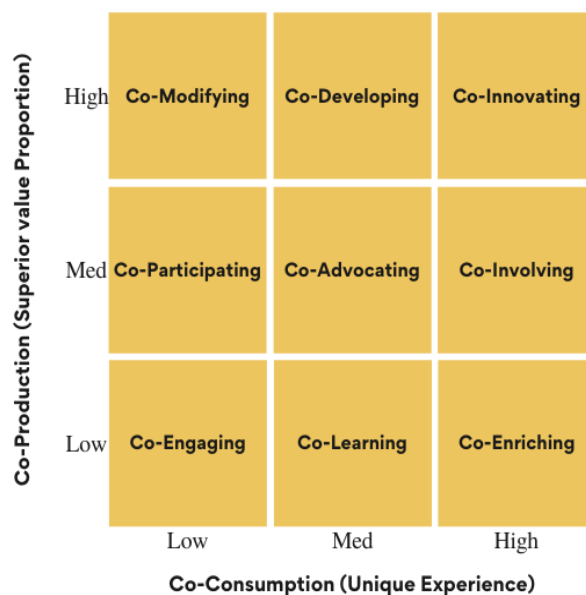 Co-Production (Superior value Proportion)
High
Co-Modifying
Co-Developing
Co-Innovating
Med
Co-Participating
Co-Advocating
Co-Involving
Low
Co-Engaging
Co-Learning
Co-Enriching
Low
Med
High
Co-Consumption (Unique Experience)